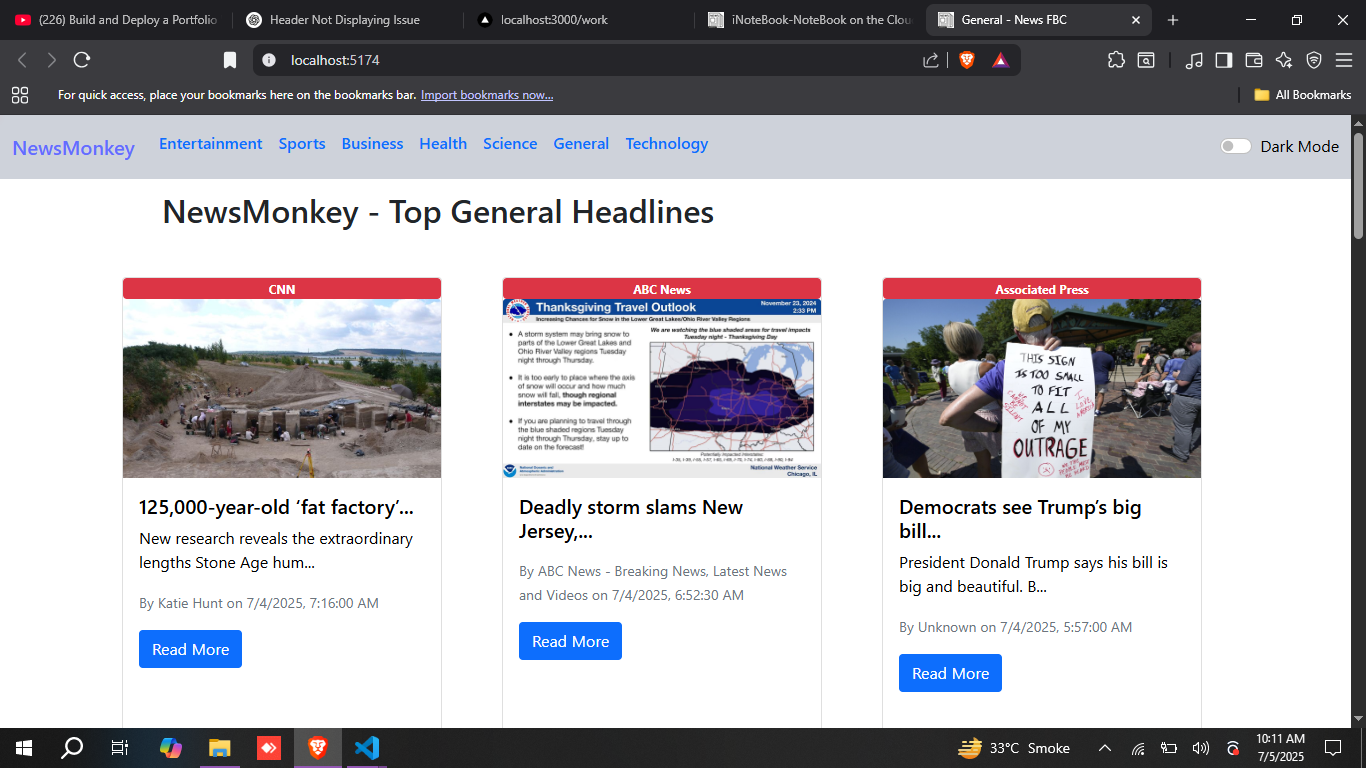 (226) Build and Deploy a Portfolio
Header Not Displaying Issue
localhost:3000/work
iNoteBook-NoteBook on the Clou
General - News FBC
localhost:5174
For quick access, place your bookmarks here on the bookmarks bar. Import bookmarks now...
All Bookmarks
NewsMonkey
Entertainment
Sports
Business
Health
Science
General
Technology
Dark Mode
NewsMonkey - Top General Headlines
CNN
125,000-year-old ‘fat factory’...
New research reveals the extraordinary
lengths Stone Age hum...
By Katie Hunt on 7/4/2025, 7:16:00 AM
Read More
ABC News
Thanksgiving Travel Outlook
November 23, 2024
2:33 PM
Increasing Chances for Snow in the Lower Great Lakes/Ohio River Valley Regions
A storm system may bring snow to
parts of the Lower Great Lakes and
Ohio River Valley regions Tuesday
night through Thursday.
It is too early to place where the axis
of snow will occur and how much
snow will fall, though regional
interstates may be impacted.
If you are planning to travel through
the blue shaded regions Tuesday
night through Thursday, stay up to
date on the forecast!
We are watching the blue shaded areas for travel impacts
Tuesday night - Thanksgiving Day
National Weather Service
Chicago, IL
Deadly storm slams New
Jersey,...
By ABC News - Breaking News, Latest News
and Videos on 7/4/2025, 6:52:30 AM
Read More
Associated Press
THIS SIGN
IS TOO SMALL
TO FIT
ALL
OF MY
OUTRAGE
Democrats see Trump’s big
bill...
President Donald Trump says his bill is
big and beautiful. B...
By Unknown on 7/4/2025, 5:57:00 AM
Read More
33°C Smoke
10:11 AM
7/5/2025